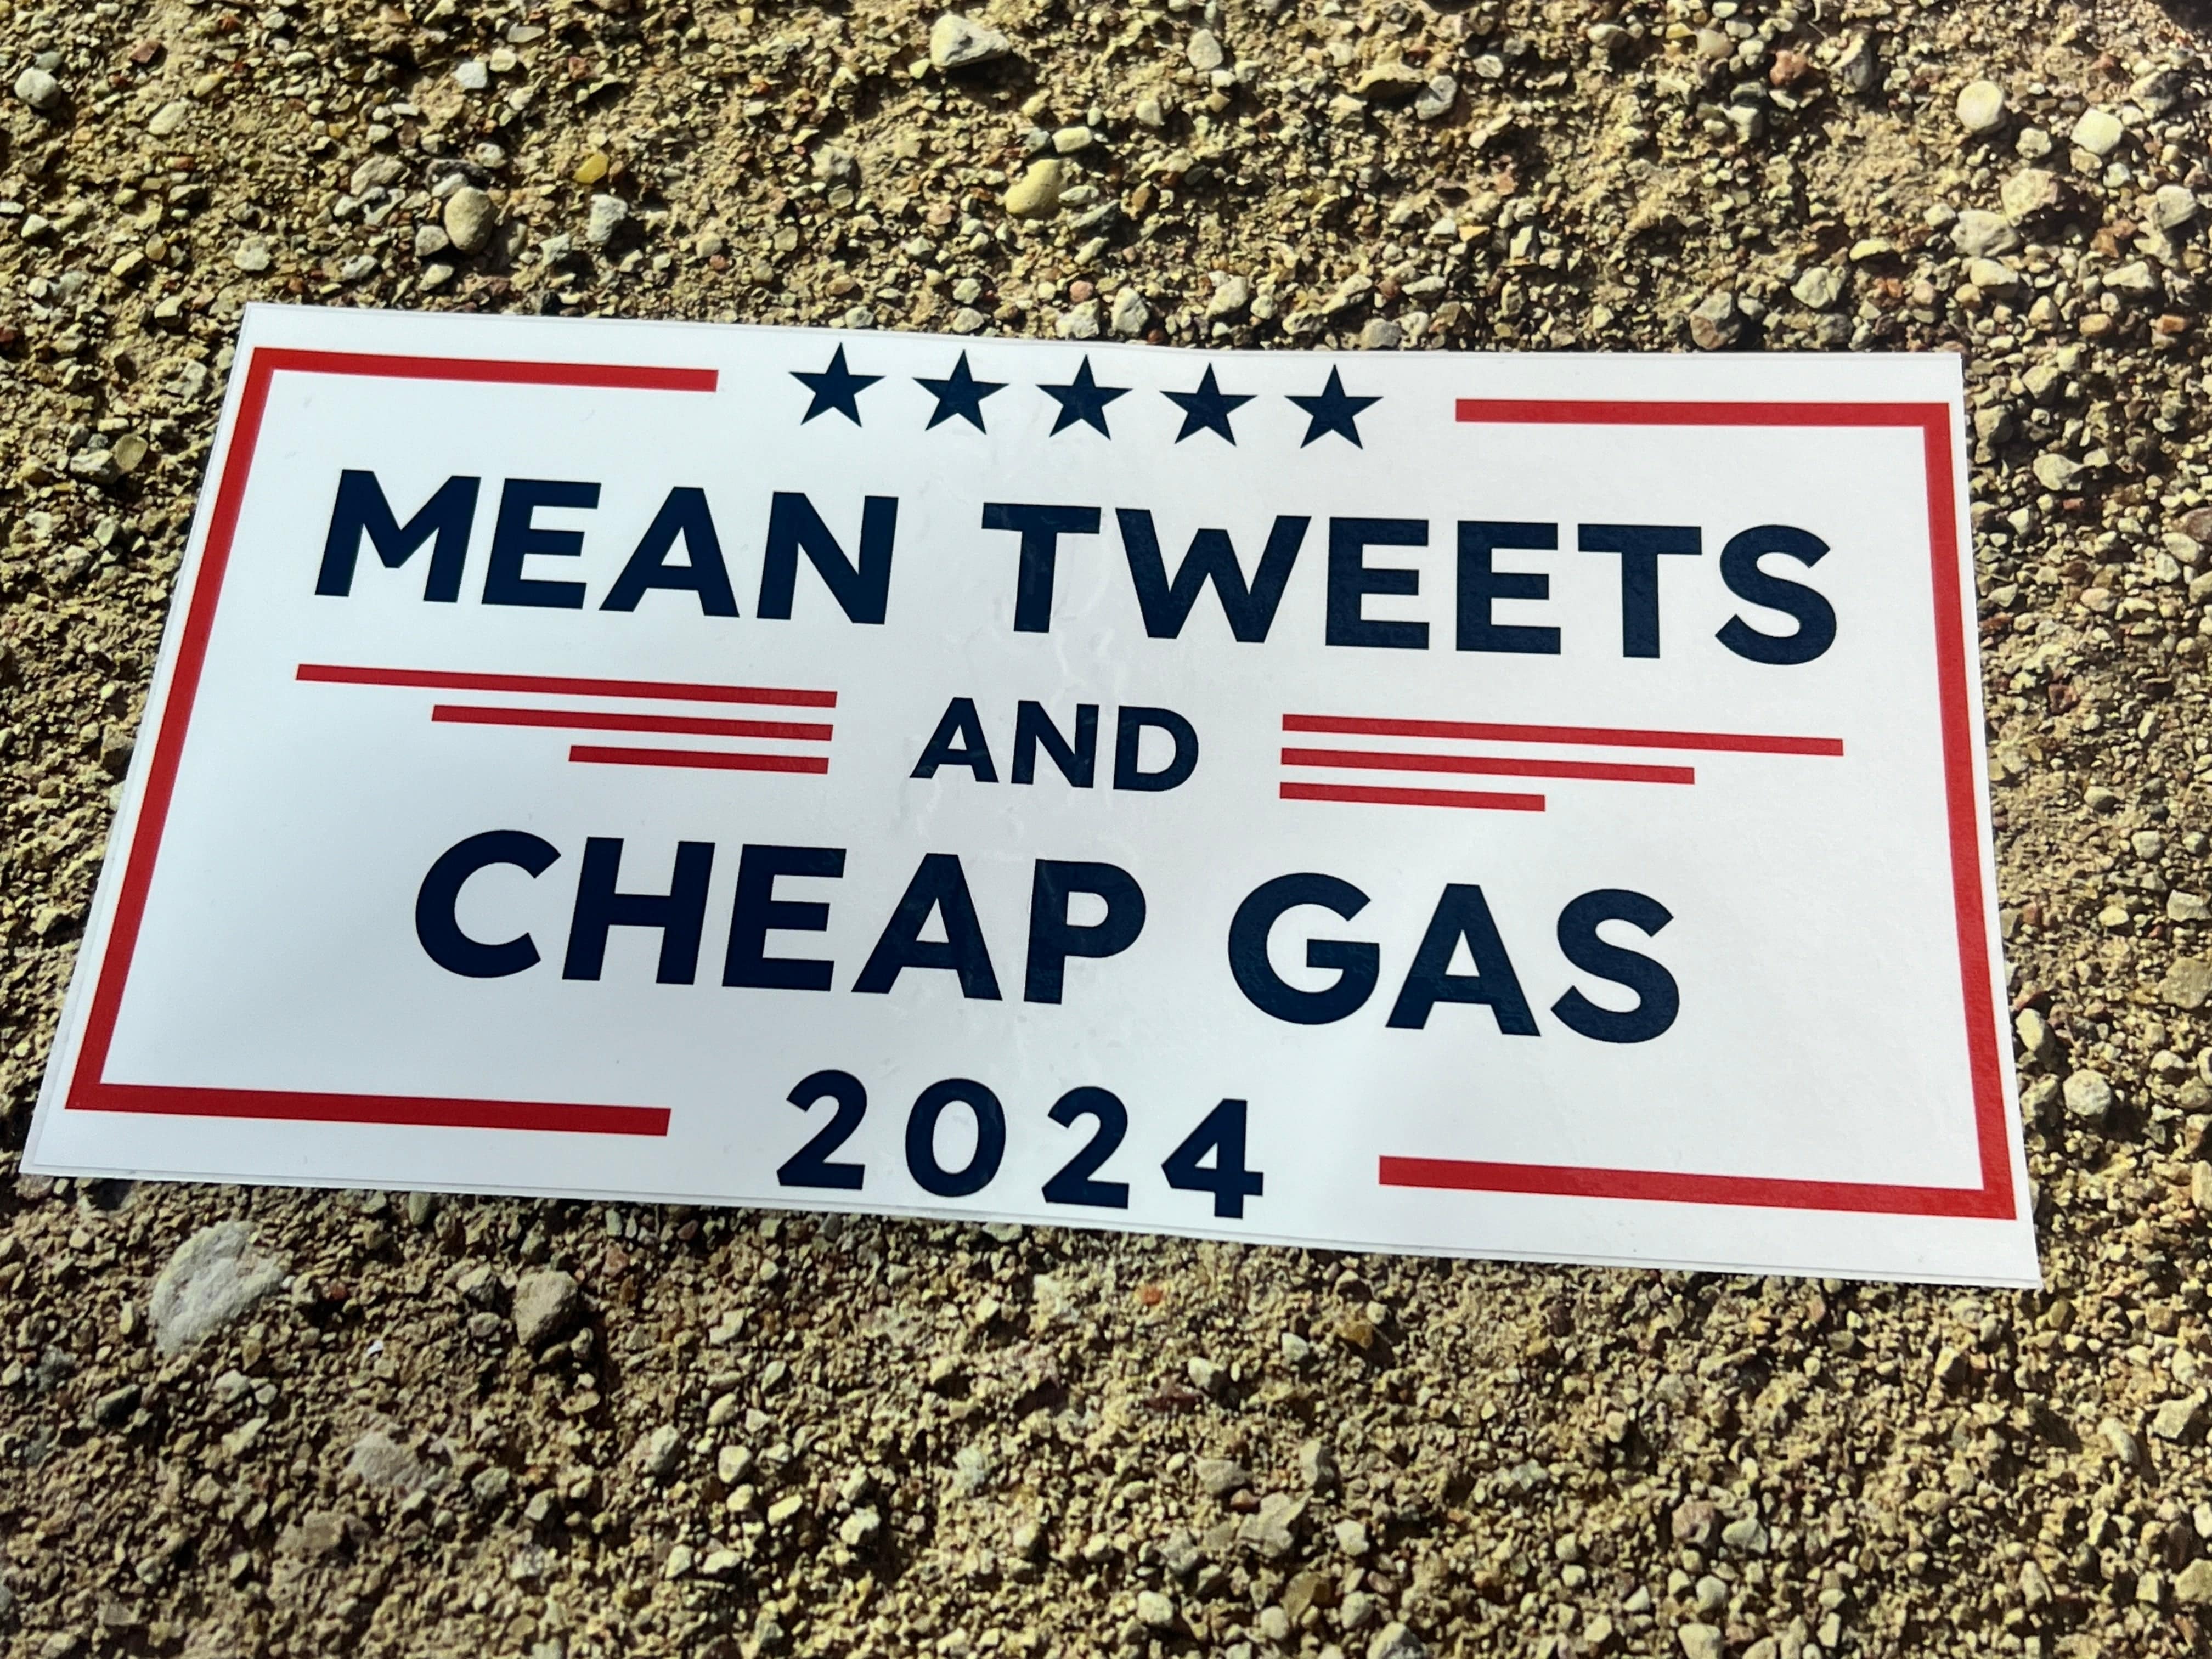 MEAN TWEETS
AND
CHEAP GAS
2024